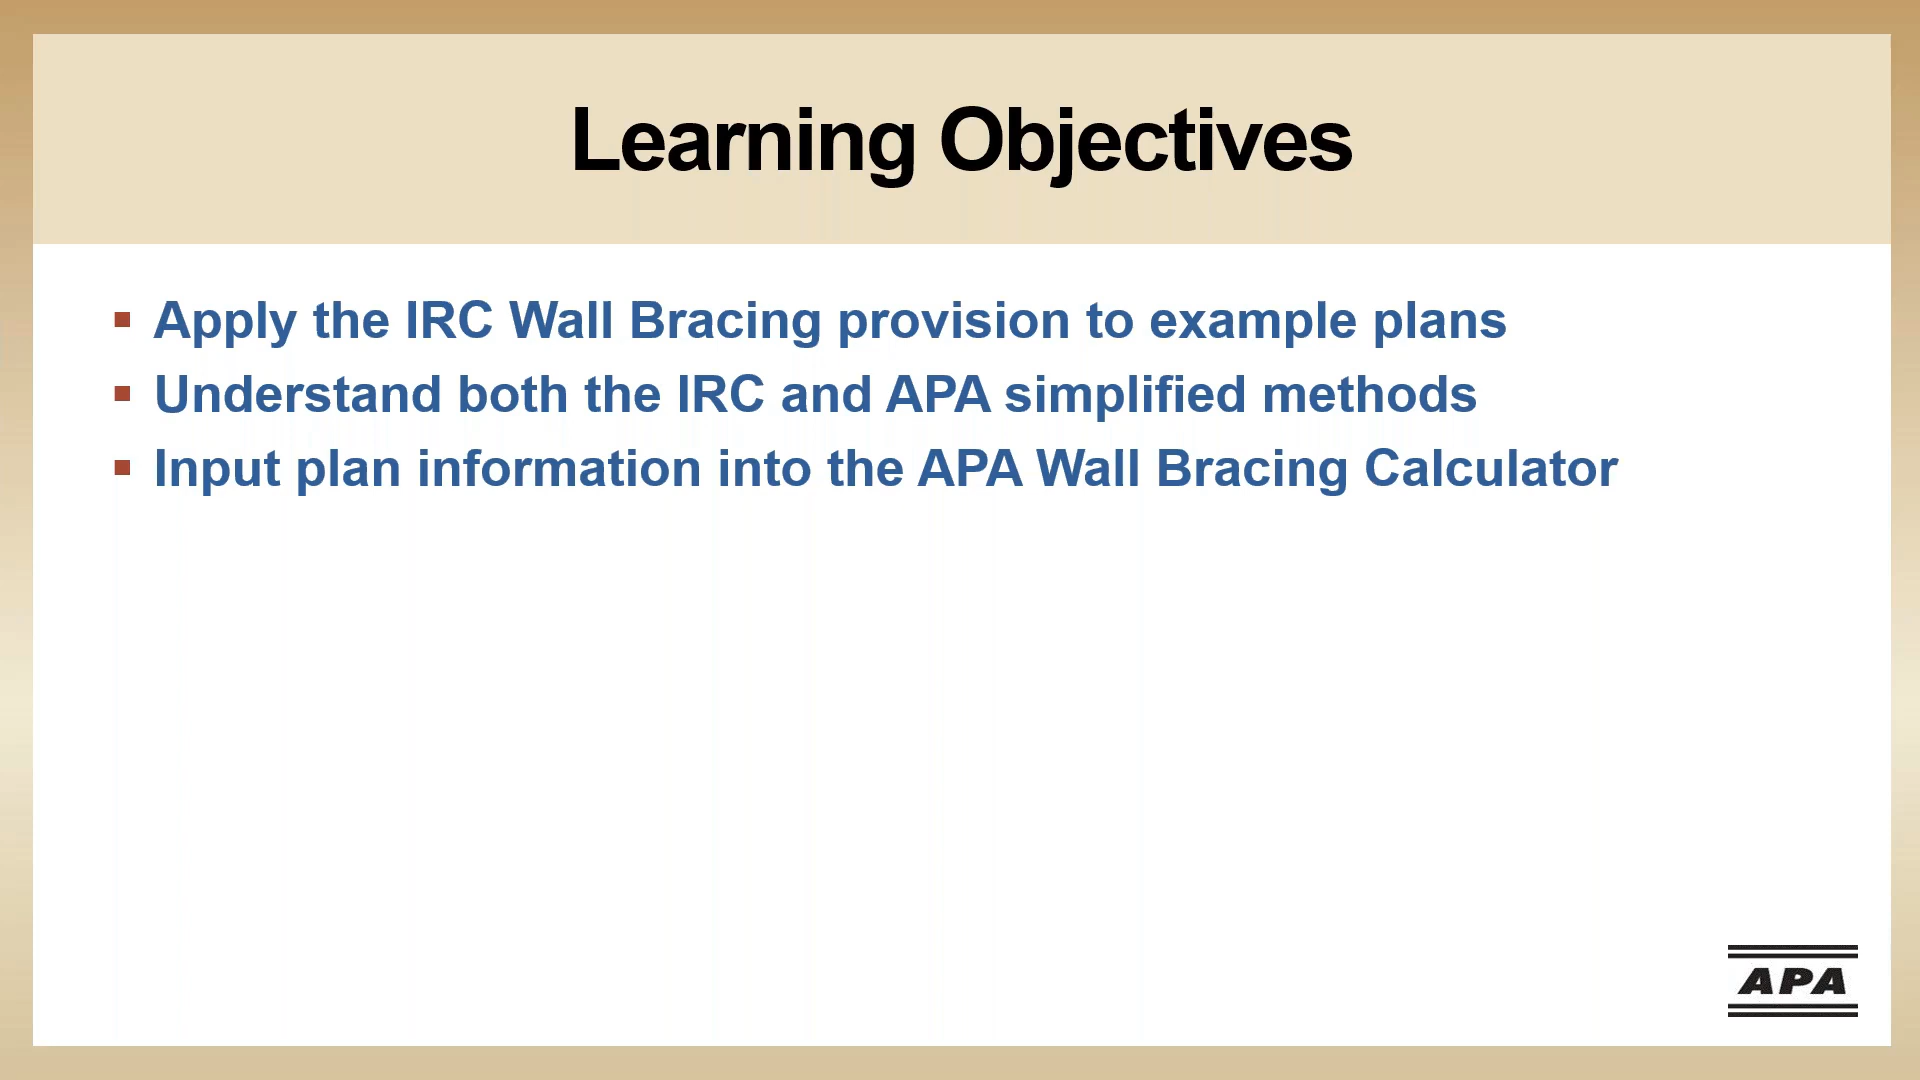 Learning Objectives
Apply the IRC Wall Bracing provision to example plans
Understand both the IRC and APA simplified methods
Input plan information into the APA Wall Bracing Calculator
APA